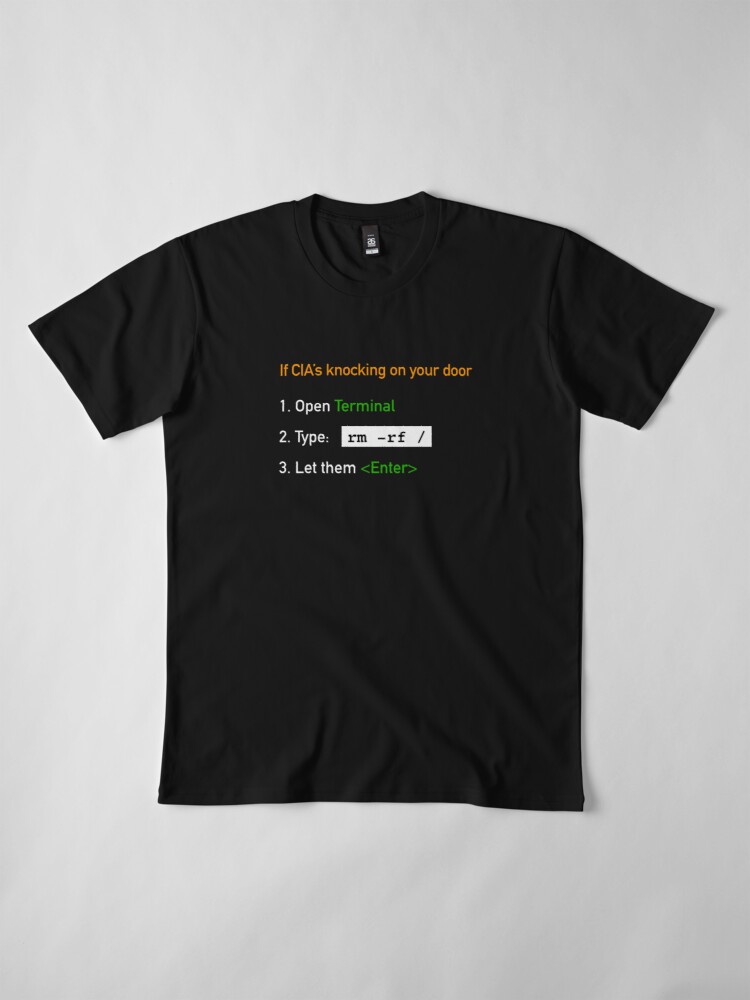 If CIA's knocking on your door
1. Open Terminal
2. Type: rm -rf /
3. Let them <Enter>